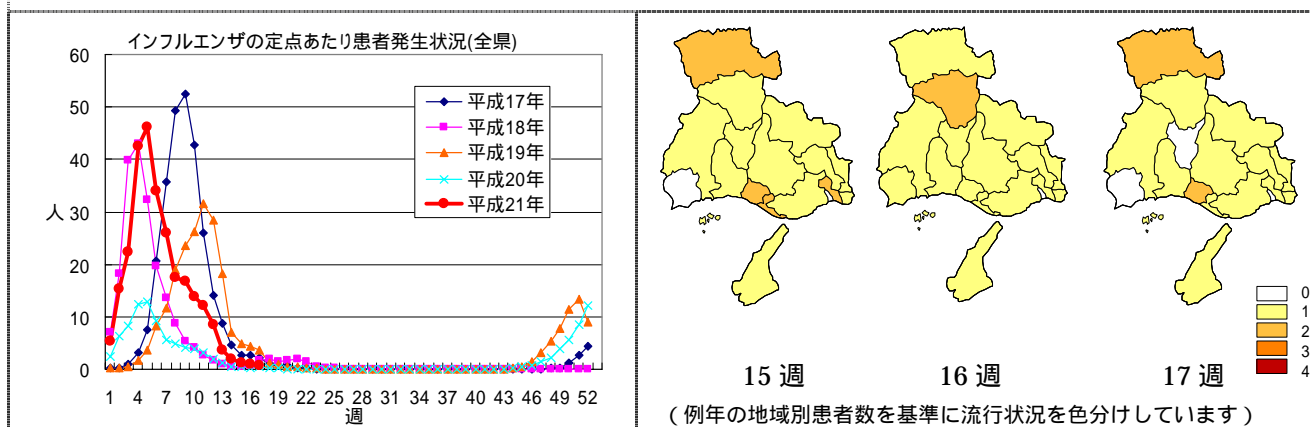 インフルエンザの定点あたり患者発生状況(全県)
60
50
40
30
20
10
0
人
平成17年
平成18年
平成19年
平成20年
平成21年
1 4 7 10 13 16 19 22 25 28 31 34 37 40 43 46 49 52
週
0
1
2
3
4
15 週 16 週 17 週
(例年の地域別患者数を基準に流行状況を色分けしています)